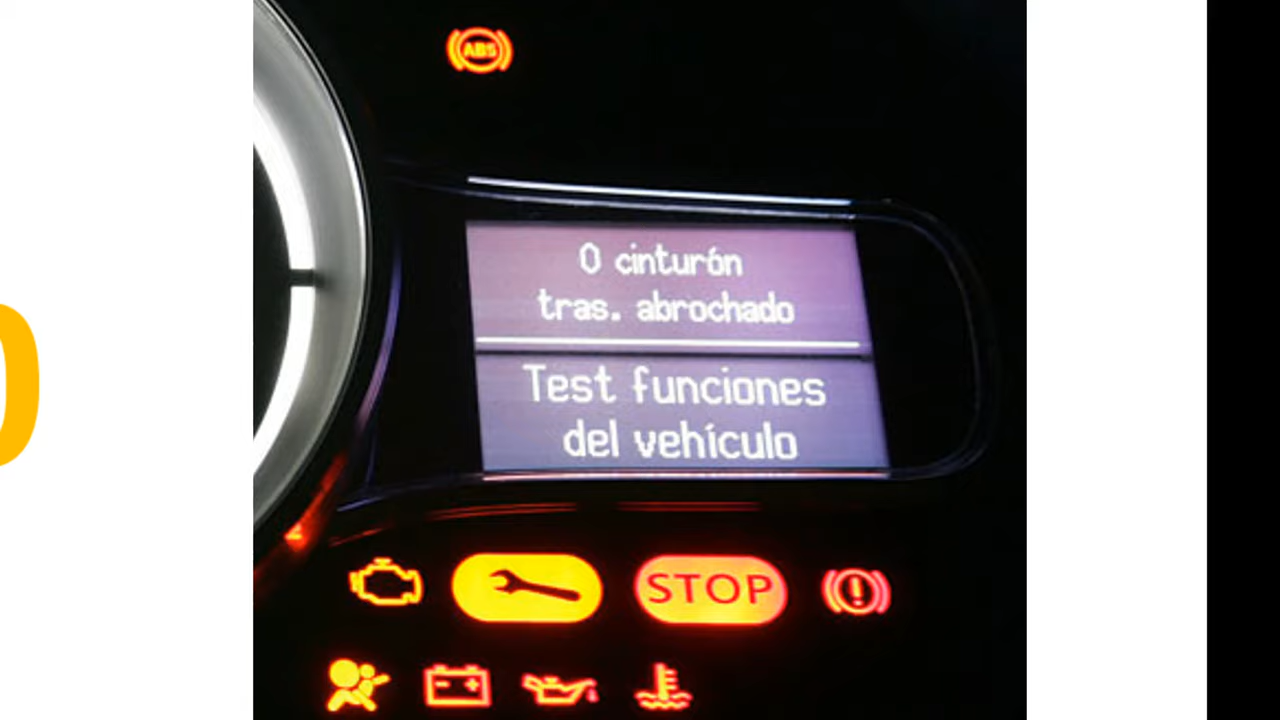 ABS
0 cinturón
tras. abrochado
Test funciones
del vehículo
STOP